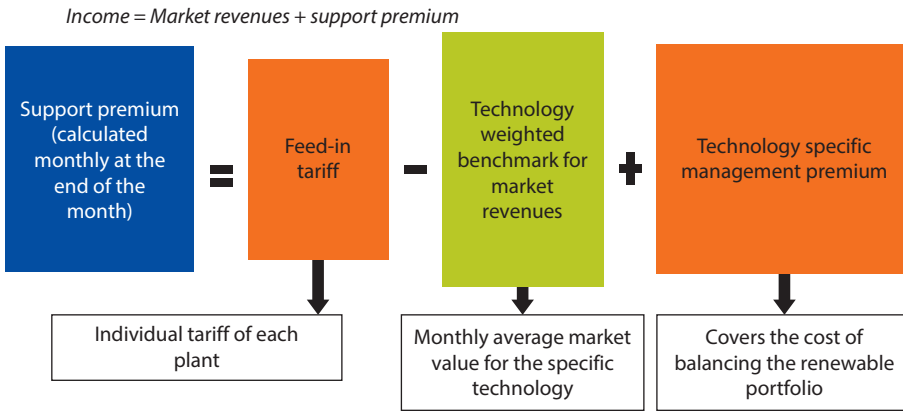 Income = Market revenues + support premium
Support premium
(calculated
monthly at the
end of the
month)
=
Feed-in
tariff
-
Technology
weighted
benchmark for
market
revenues
+
Technology specific
management premium
Individual tariff of each
plant
Monthly average market
value for the specific
technology
Covers the cost of
balancing the renewable
portfolio